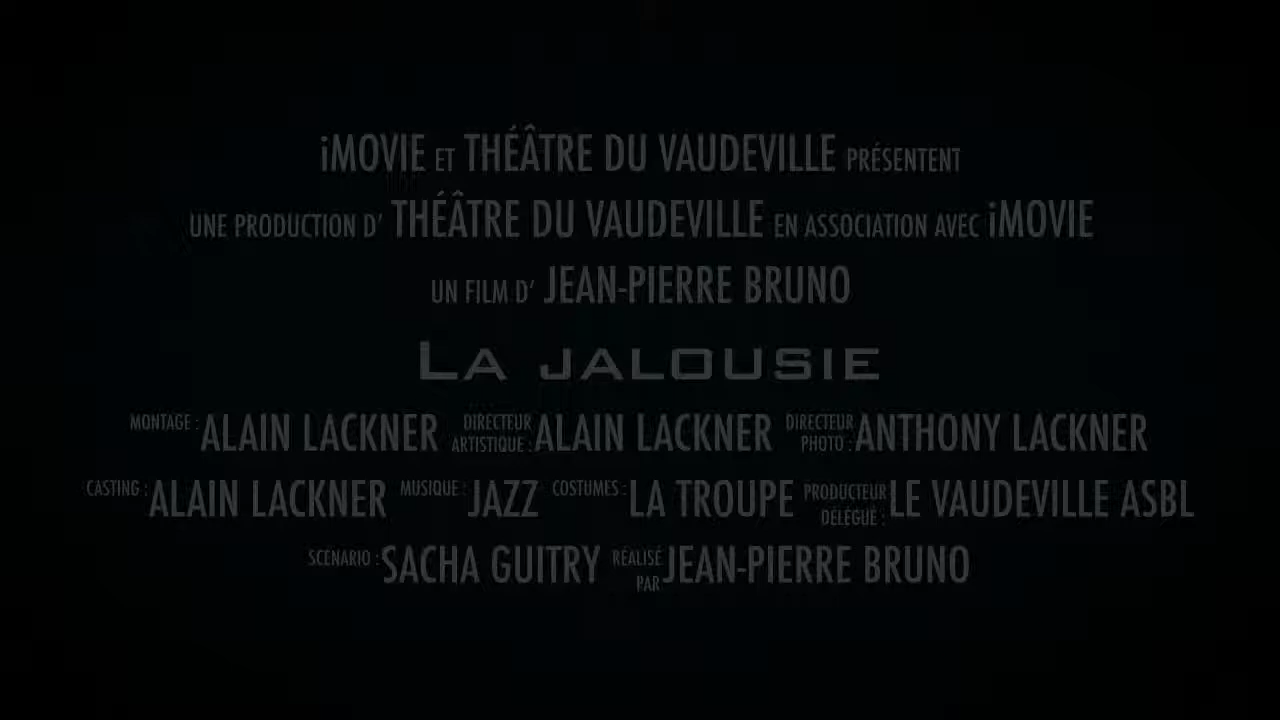 iMOVIE ET THÉÂTRE DU VAUDEVILLE PRÉSENTENT
UNE PRODUCTION D' THÉÂTRE DU VAUDEVILLE EN ASSOCIATION AVEC iMOVIE
UN FILM D' JEAN-PIERRE BRUNO
LA JALOUSIE
MONTAGE : ALAIN LACKNER DIRECTEUR ARTISTIQUE : ALAIN LACKNER DIRECTEUR PHOTO : ANTHONY LACKNER
CASTING : ALAIN LACKNER MUSIQUE : JAZZ COSTUMES : LA TROUPE PRODUCTEUR DÉLÉGUÉ : LE VAUDEVILLE ASBL
SCÉNARIO : SACHA GUITRY RÉALISÉ PAR JEAN-PIERRE BRUNO